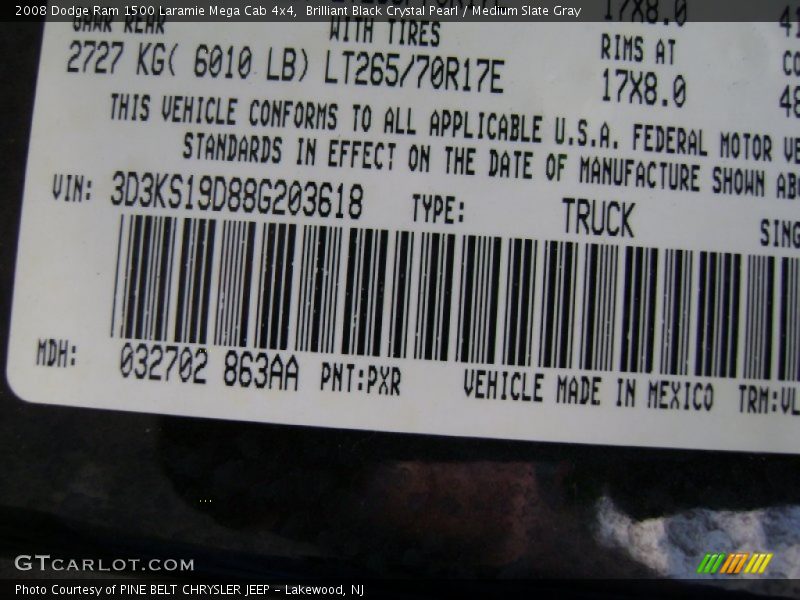 2008 Dodge Ram 1500 Laramie Mega Cab 4x4, Brilliant Black Crystal Pearl / Medium Slate Gray
GAWR REAR WITH TIRES RIMS AT
17X8.0
2727 KG( 6010 LB) LT265/70R17E 17X8.0
THIS VEHICLE CONFORMS TO ALL APPLICABLE U.S.A. FEDERAL MOTOR
STANDARDS IN EFFECT ON THE DATE OF MANUFACTURE SHOWN
VIN: 3D3KS19D88G203618 TYPE: TRUCK
MDH: 032702 863AA PNT:PXR VEHICLE MADE IN MEXICO TRM:VL
...
GTCARLOT.COM
Photo Courtesy of PINE BELT CHRYSLER JEEP - Lakewood, NJ